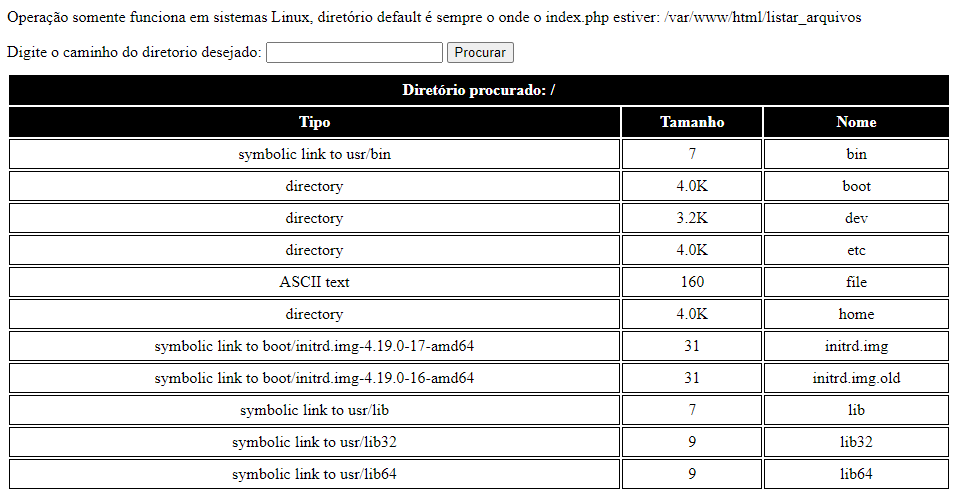 Operação somente funciona em sistemas Linux, diretório default é sempre o onde o index.php estiver: /var/www/html/listar_arquivos
Digite o caminho do diretorio desejado: Procurar
Diretório procurado: /
Tipo Tamanho Nome
symbolic link to usr/bin 7 bin
directory 4.0K boot
directory 3.2K dev
directory 4.0K etc
ASCII text 160 file
directory 4.0K home
symbolic link to boot/initrd.img-4.19.0-17-amd64 31 initrd.img
symbolic link to boot/initrd.img-4.19.0-16-amd64 31 initrd.img.old
symbolic link to usr/lib 7 lib
symbolic link to usr/lib32 9 lib32
symbolic link to usr/lib64 9 lib64